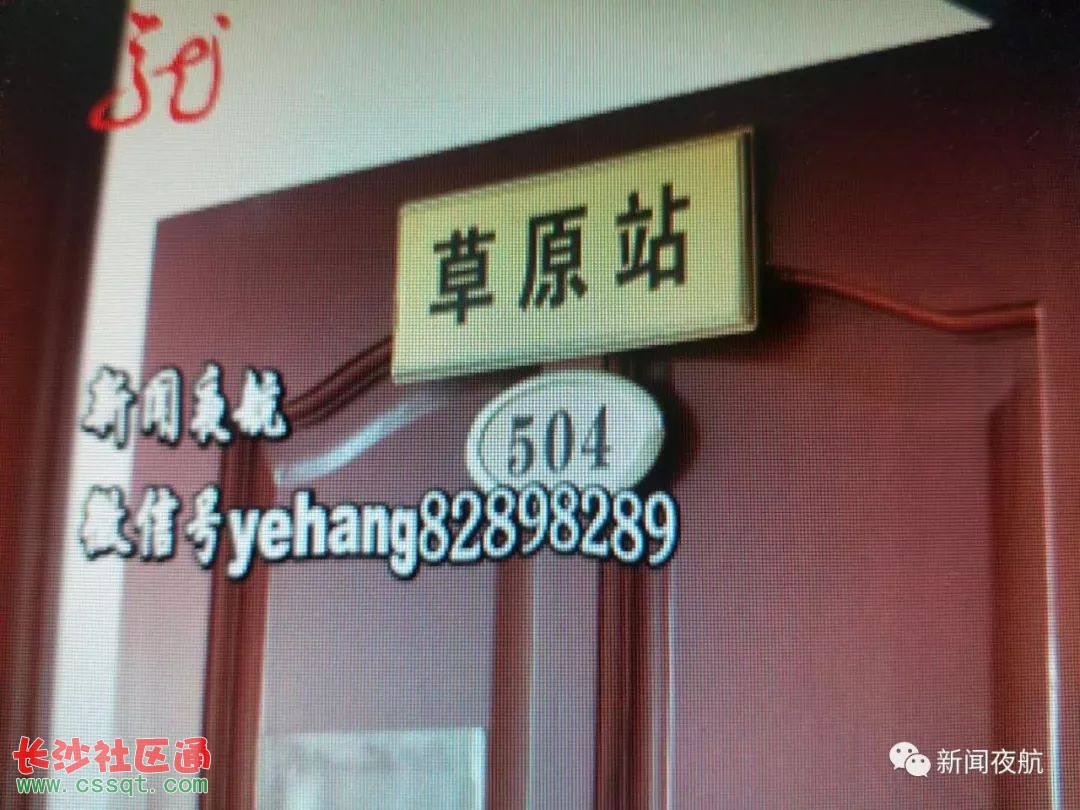 龙
草原站
504
新闻夜航
微信号yehang82898289
长沙社区通
www.cssqt.com
新闻夜航